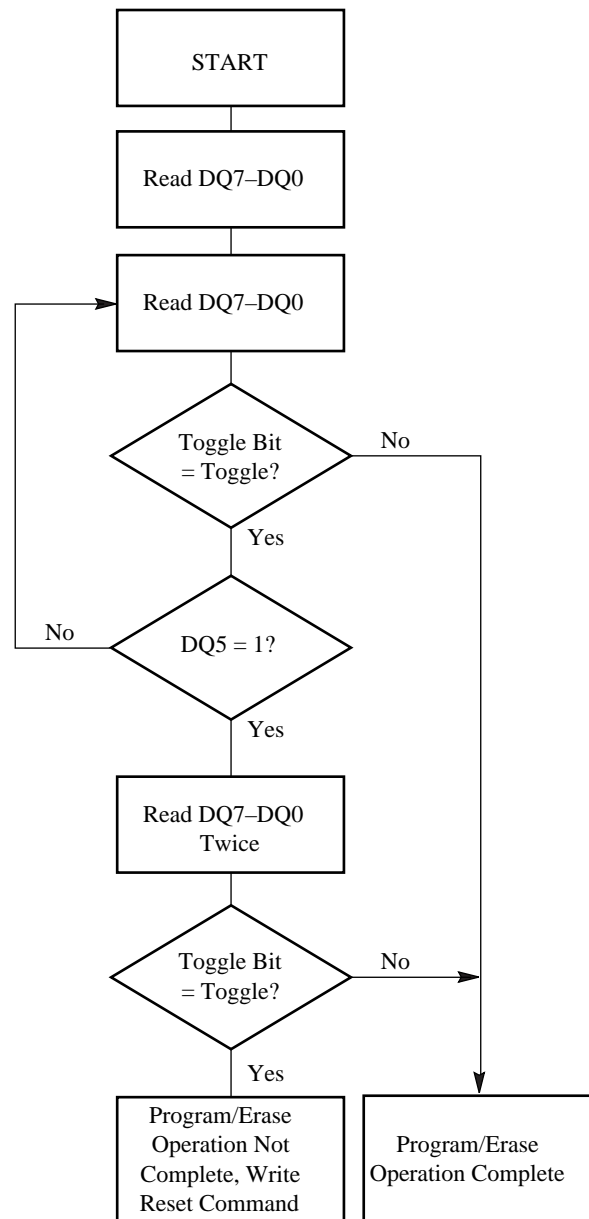 START
Read DQ7–DQ0
Read DQ7–DQ0
Toggle Bit
= Toggle?
No
Yes
No
DQ5 = 1?
Yes
Read DQ7–DQ0
Twice
Toggle Bit
= Toggle?
No
Yes
Program/Erase
Operation Not
Complete, Write
Reset Command
Program/Erase
Operation Complete